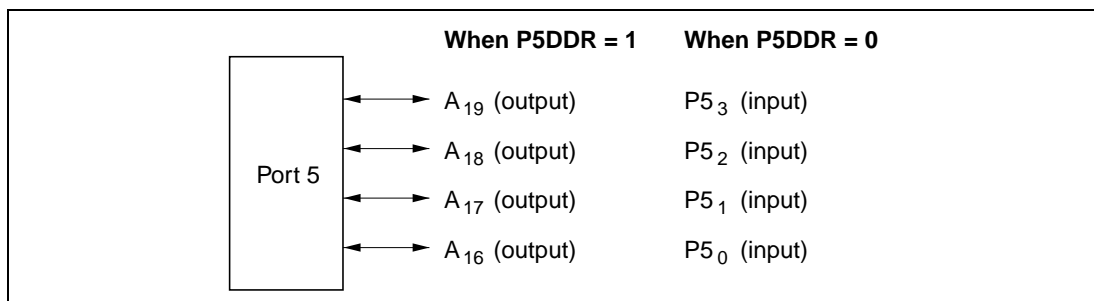 When P5DDR = 1 When P5DDR = 0
A19 (output) P53 (input)
A18 (output) P52 (input)
Port 5
A17 (output) P51 (input)
A16 (output) P50 (input)